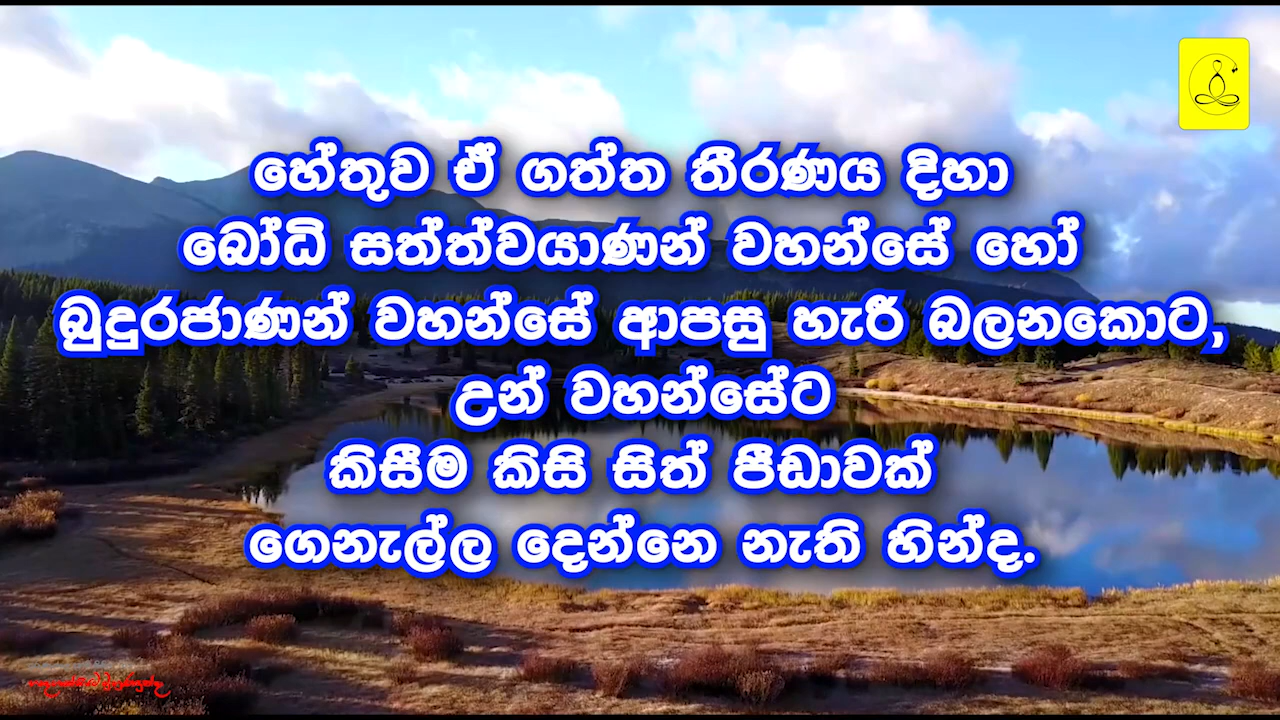 හේතුව ඒ ගත්ත තීරණය දිහා
බෝධි සත්ත්වයාණන් වහන්සේ හෝ
බුදුරජාණන් වහන්සේ ආපසු හැරී බලනකොට,
උන් වහන්සේට
කිසීම කිසි සිත් පීඩාවක්
ගෙනැල්ල දෙන්නෙ නැති හින්ද.